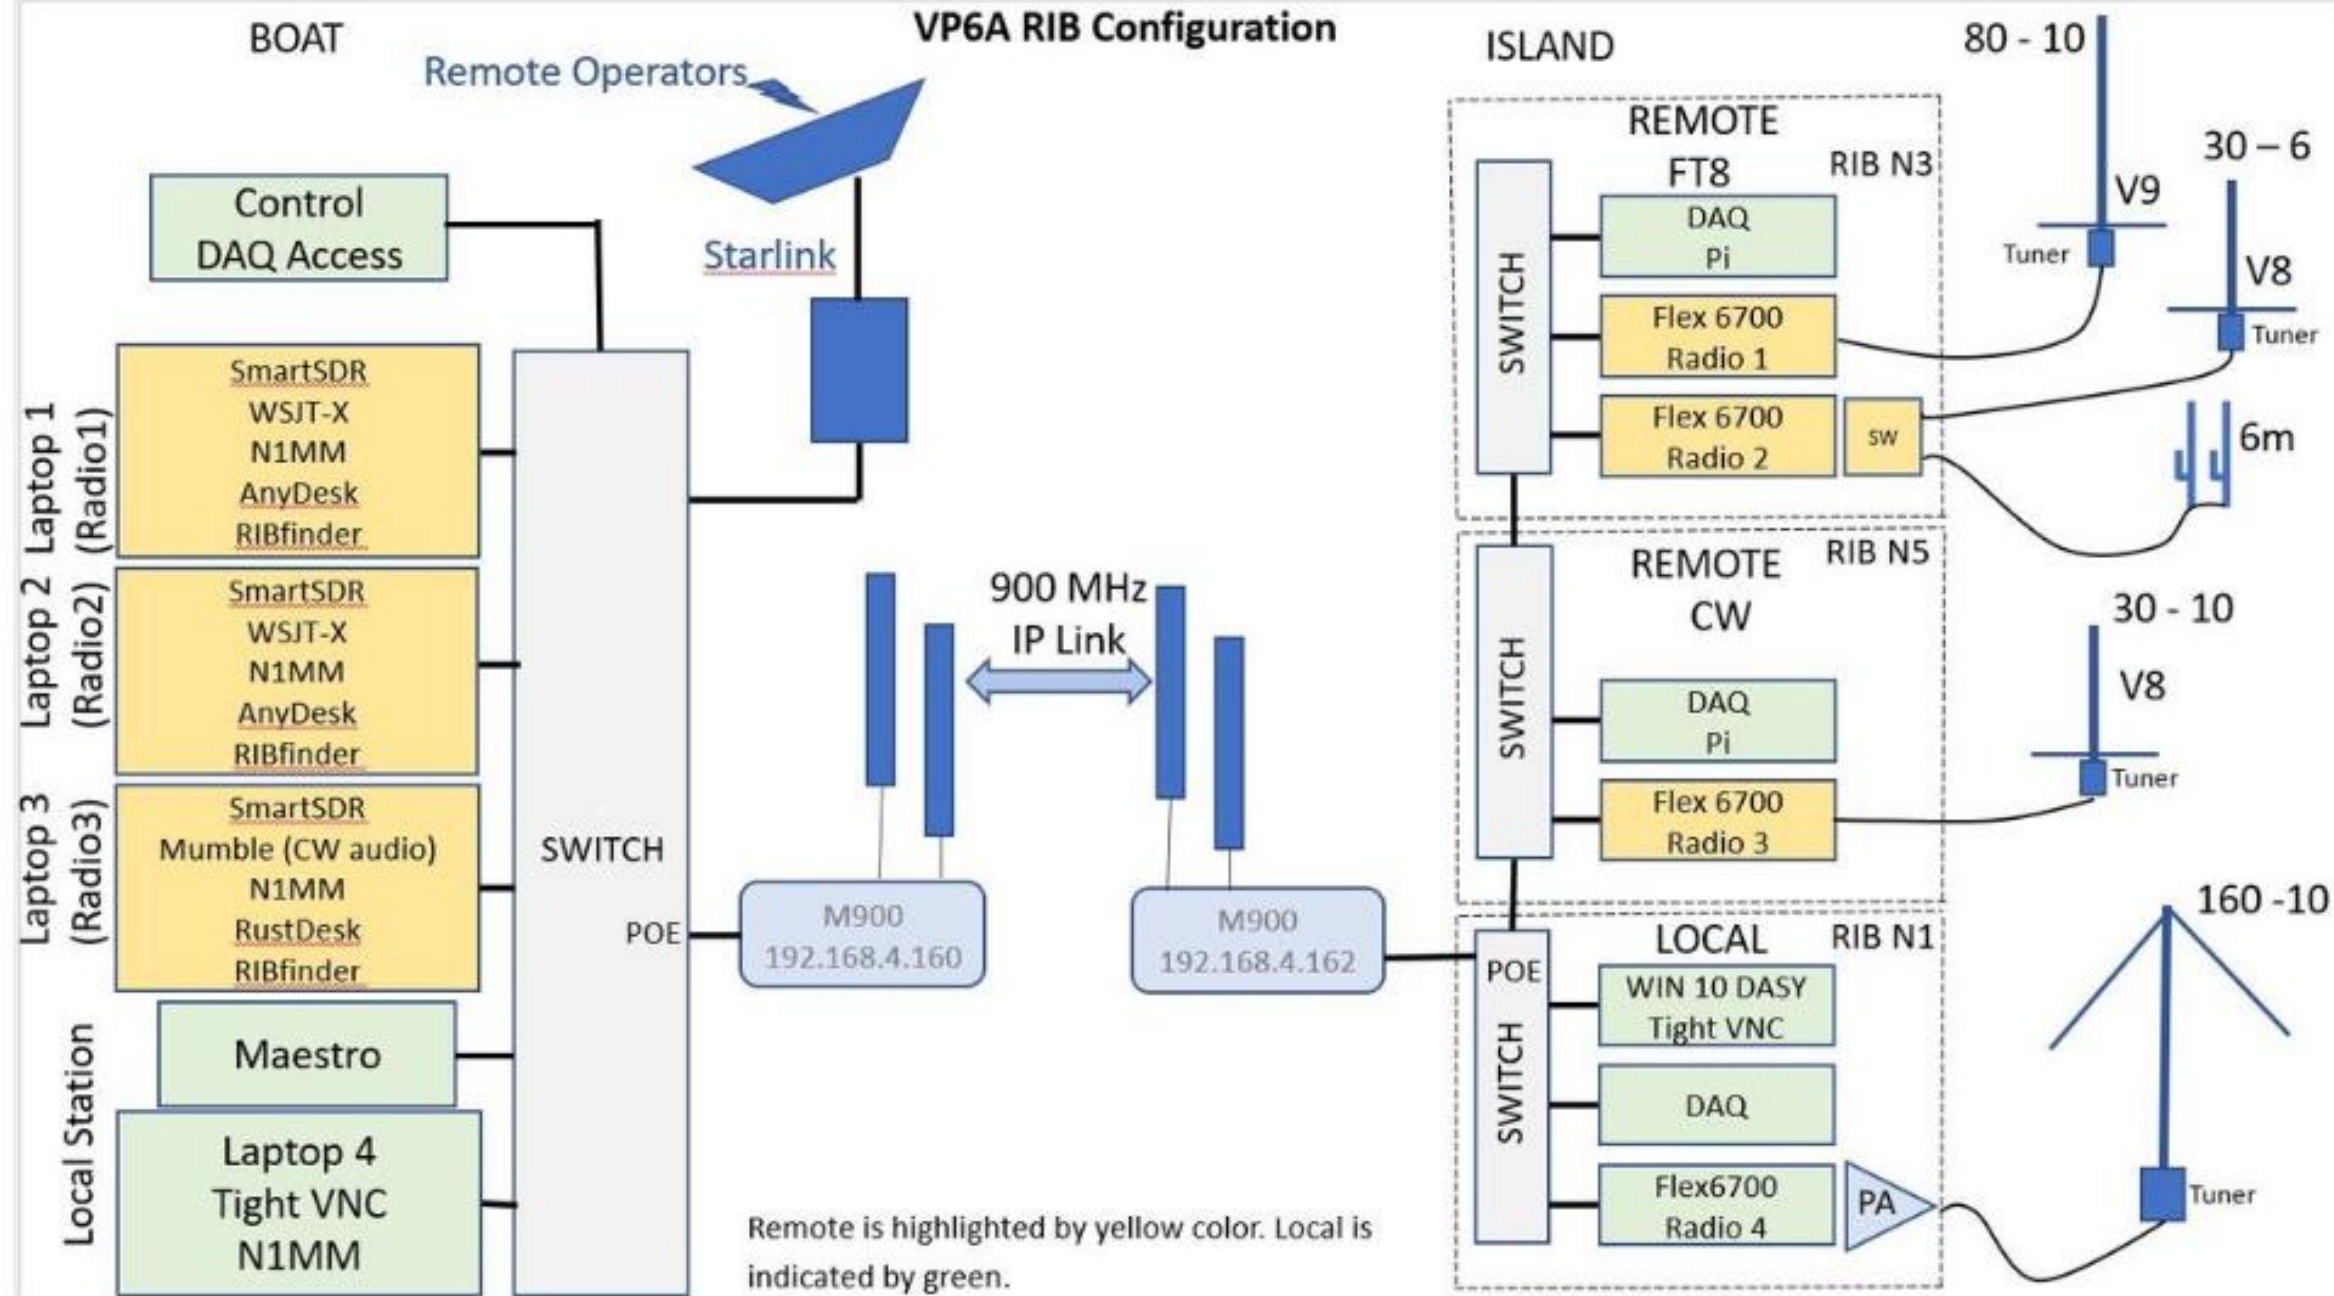 VP6A RIB Configuration
BOAT
Remote Operators
Starlink
Control
DAQ Access
Laptop 1
(Radio1)
SmartSDR
WSJT-X
N1MM
AnyDesk
RIBfinder
Laptop 2
(Radio2)
SmartSDR
WSJT-X
N1MM
AnyDesk
RIBfinder
Laptop 3
(Radio3)
SmartSDR
Mumble (CW audio)
N1MM
RustDesk
RIBfinder
Local Station
Maestro
Laptop 4
Tight VNC
N1MM
SWITCH
POE
M900
192.168.4.160
900 MHz
IP Link
M900
192.168.4.162
Remote is highlighted by yellow color. Local is
indicated by green.
ISLAND
REMOTE
FT8
RIB N3
SWITCH
DAQ
Pi
Flex 6700
Radio 1
Flex 6700
Radio 2
SW
80 - 10
V9
Tuner
30 – 6
V8
Tuner
6m
REMOTE
CW
RIB N5
SWITCH
DAQ
Pi
Flex 6700
Radio 3
30 - 10
V8
Tuner
LOCAL
RIB N1
POE
SWITCH
WIN 10 DASY
Tight VNC
DAQ
Flex6700
Radio 4
PA
160 -10
Tuner